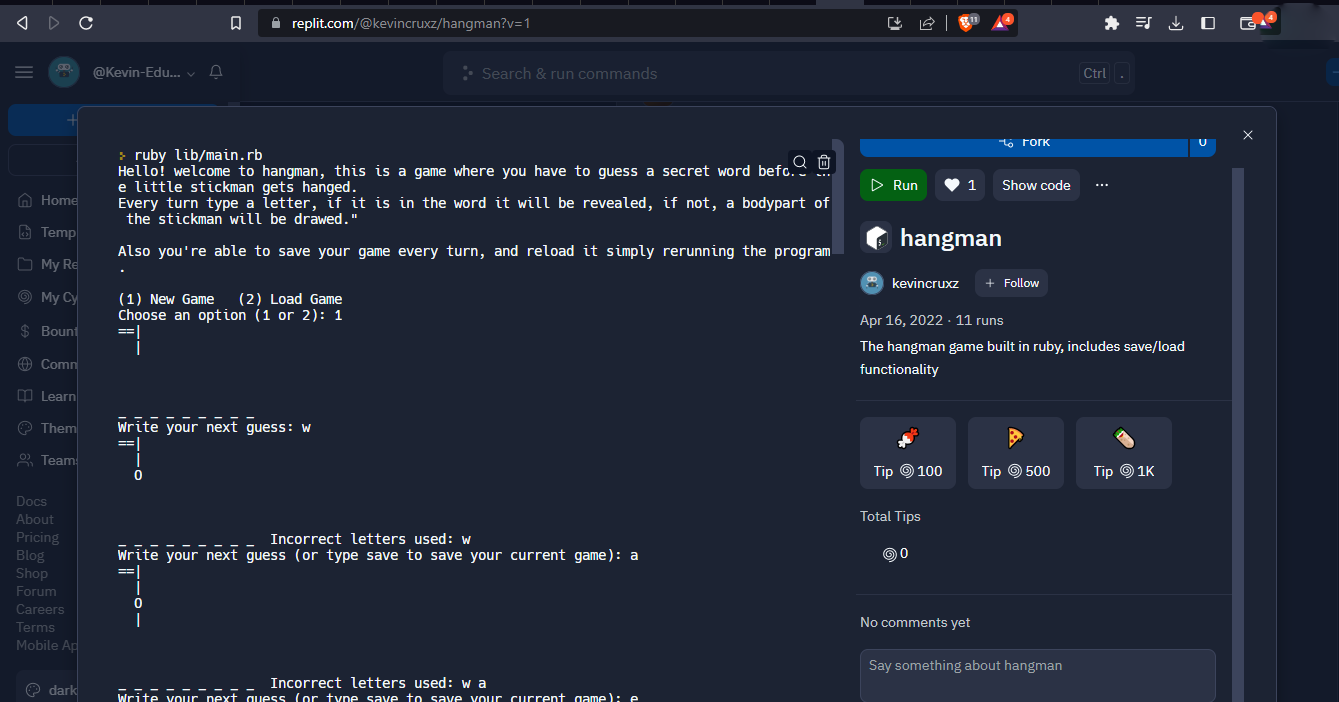 replit.com/@kevincruxz/hangman?v=1
11
4
4
@Kevin-Edu...
Search & run commands
Ctrl .
Home
Temp
My Re
My Cy
Bount
Comm
Learn
Them
Teams
Docs
About
Pricing
Blog
Shop
Forum
Careers
Terms
Mobile Ap
dark
ruby lib/main.rb
Hello! welcome to hangman, this is a game where you have to guess a secret word before th
e little stickman gets hanged.
Every turn type a letter, if it is in the word it will be revealed, if not, a bodypart of
the stickman will be drawed."
Also you're able to save your game every turn, and reload it simply rerunning the program
.
(1) New Game (2) Load Game
Choose an option (1 or 2): 1
==|
|
_ _ _ _ _ _ _ _ _
Write your next guess: w
==|
|
O
_ _ _ _ _ _ _ _ _ Incorrect letters used: w
Write your next guess (or type save to save your current game): a
==|
|
O
|
_ _ _ _ _ _ _ _ _ Incorrect letters used: w a
Write your next guess (or type save to save your current game): e
Fork 0
Run
1
Show code
...
hangman
kevincruxz
+ Follow
Apr 16, 2022 · 11 runs
The hangman game built in ruby, includes save/load
functionality
Tip 100
Tip 500
Tip 1K
Total Tips
0
No comments yet
Say something about hangman